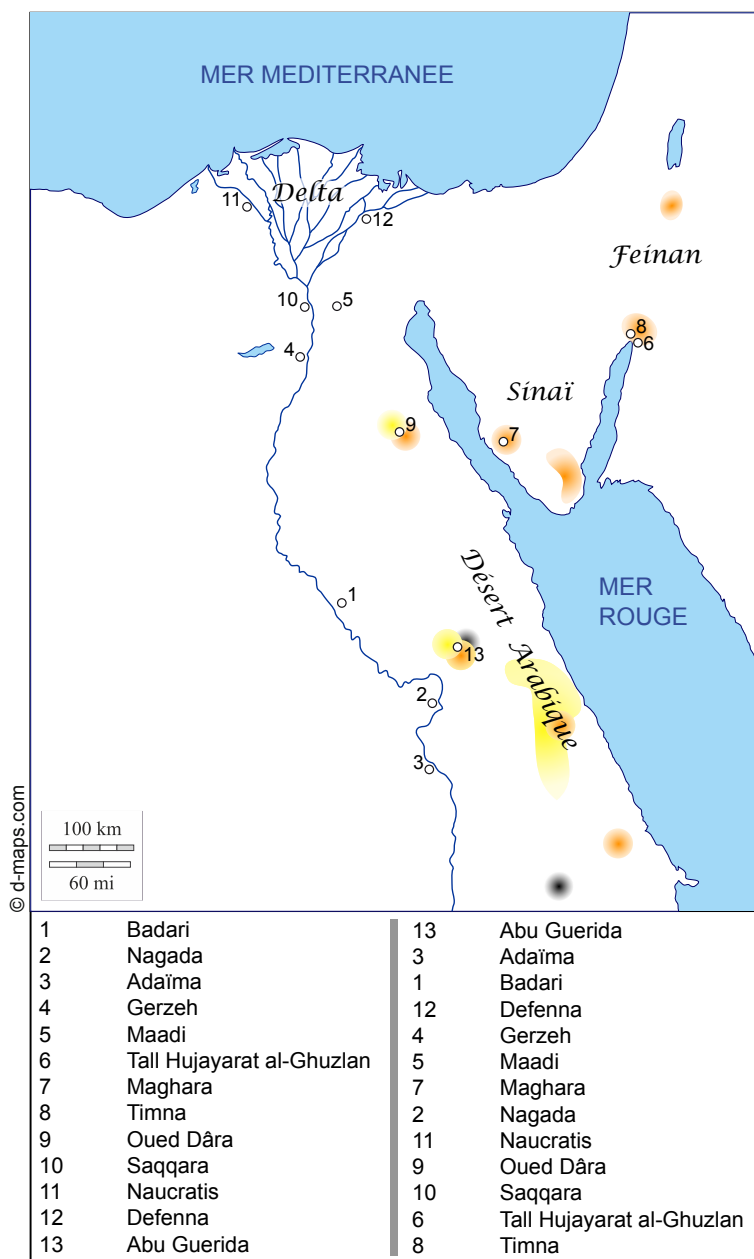 MER MEDITERRANEE
Delta
11
12
Feinan
10
5
8
6
4
Sinaï
9
7
Désert Arabique
1
MER
ROUGE
13
2
3
100 km
60 mi
© d-maps.com
1 Badari
2 Nagada
3 Adaïma
4 Gerzeh
5 Maadi
6 Tall Hujayarat al-Ghuzlan
7 Maghara
8 Timna
9 Oued Dâra
10 Saqqara
11 Naucratis
12 Defenna
13 Abu Guerida
13 Abu Guerida
3 Adaïma
1 Badari
12 Defenna
4 Gerzeh
5 Maadi
7 Maghara
2 Nagada
11 Naucratis
9 Oued Dâra
10 Saqqara
6 Tall Hujayarat al-Ghuzlan
8 Timna